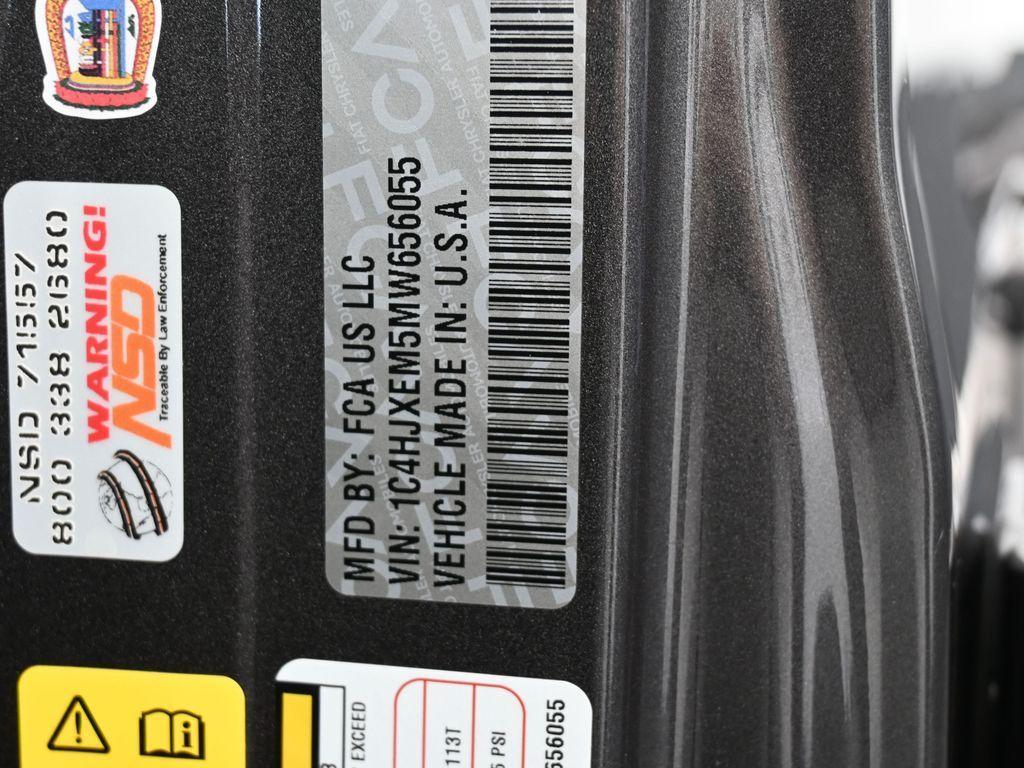 NSD 71557
800 338 2680
WARNING!
NSD
Traceable By Law Enforcement
MFD BY: FCA US LLC
VIN: 1C4HJXEM5MW656055
VEHICLE MADE IN: U.S.A.
EXCEED
113T
PSI
656055